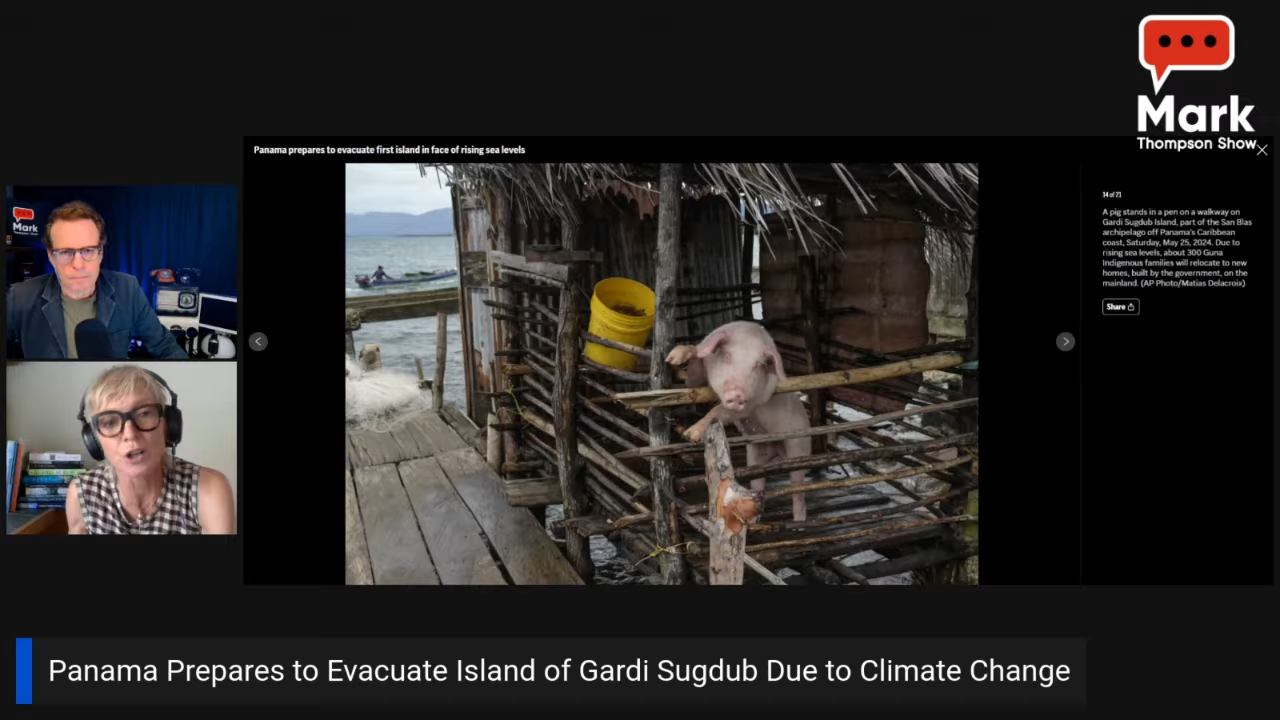 Mark
Thompson Show
Panama prepares to evacuate first island in face of rising sea levels
14 of 21
A pig stands in a pen on a walkway on
Gardi Sugdub Island, part of the San Blas
archipelago off Panama's Caribbean
coast, Saturday, May 25, 2024. Due to
rising sea levels, about 300 Guna
Indigenous families will relocate to new
homes, built by the government, on the
mainland. (AP Photo/Matias Delacroix)
Share
Mark
Panama Prepares to Evacuate Island of Gardi Sugdub Due to Climate Change